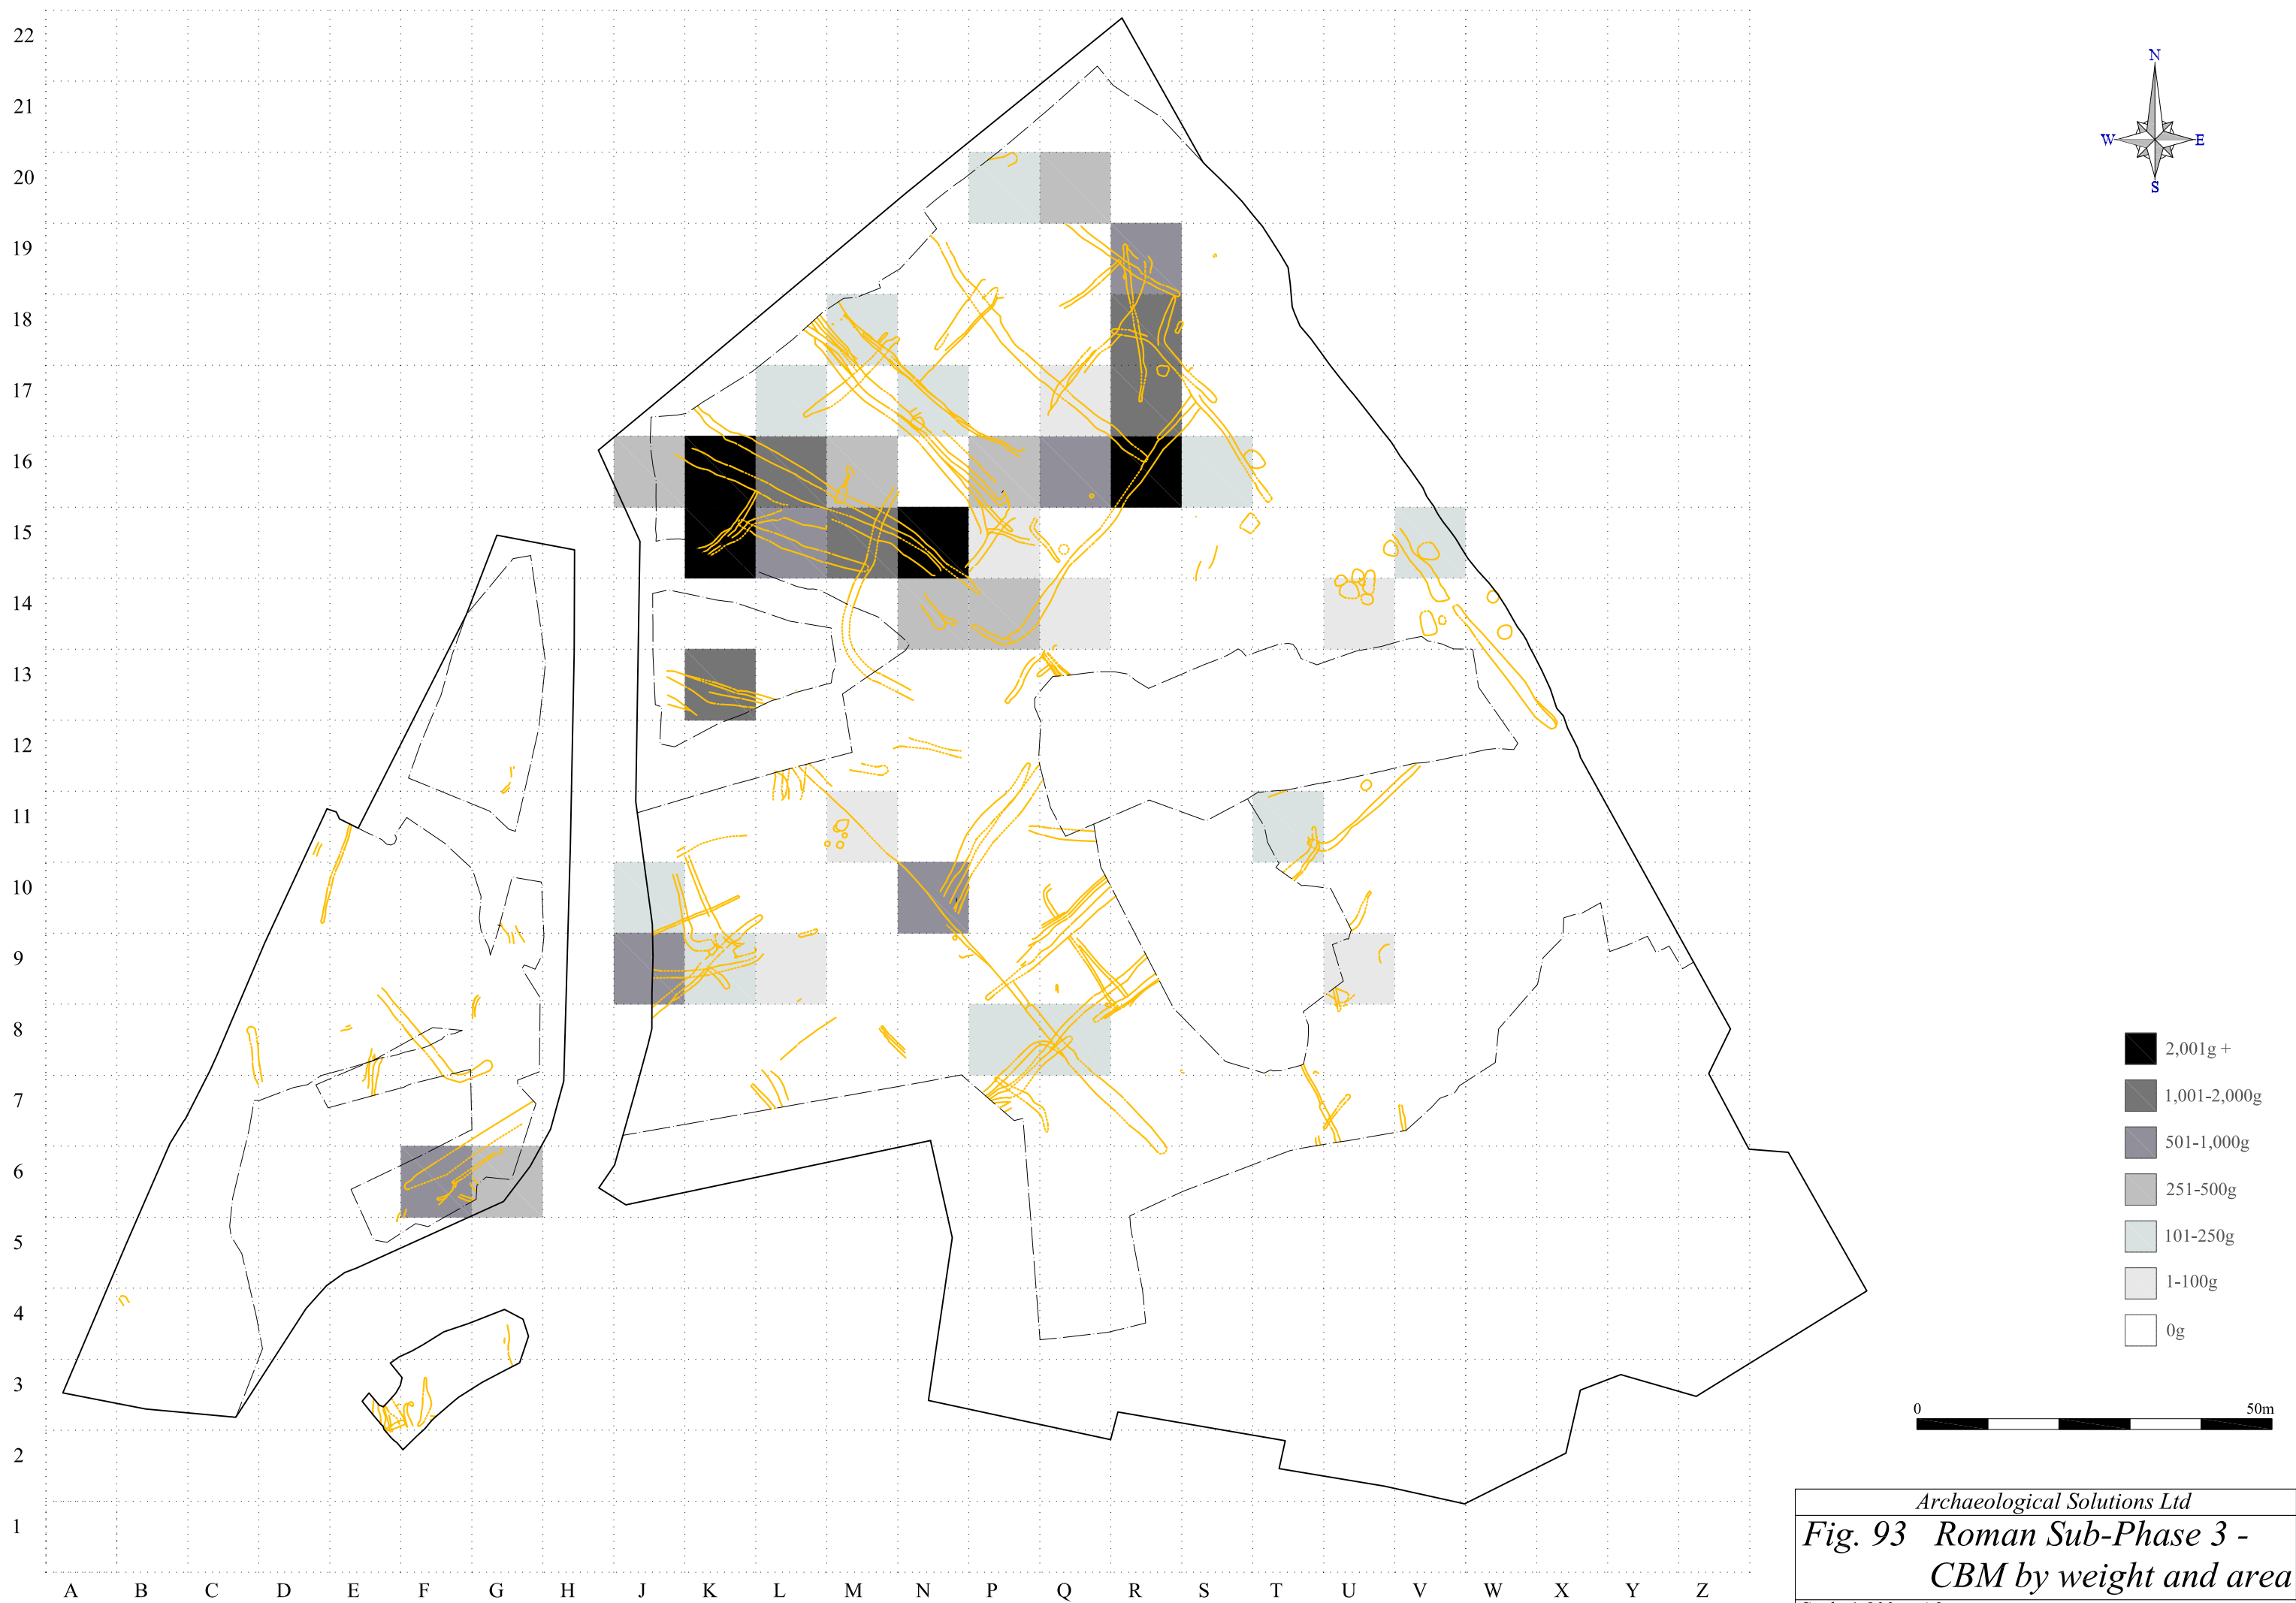 22
21
20
19
18
17
16
15
14
13
12
11
10
9
8
7
6
5
4
3
2
1
A B C D E F G H J K L M N P Q R S T U V W X Y Z
N
W E
S
2,001g +
1,001-2,000g
501-1,000g
251-500g
101-250g
1-100g
0g
0 50m
Archaeological Solutions Ltd
Fig. 93 Roman Sub-Phase 3 -
CBM by weight and area